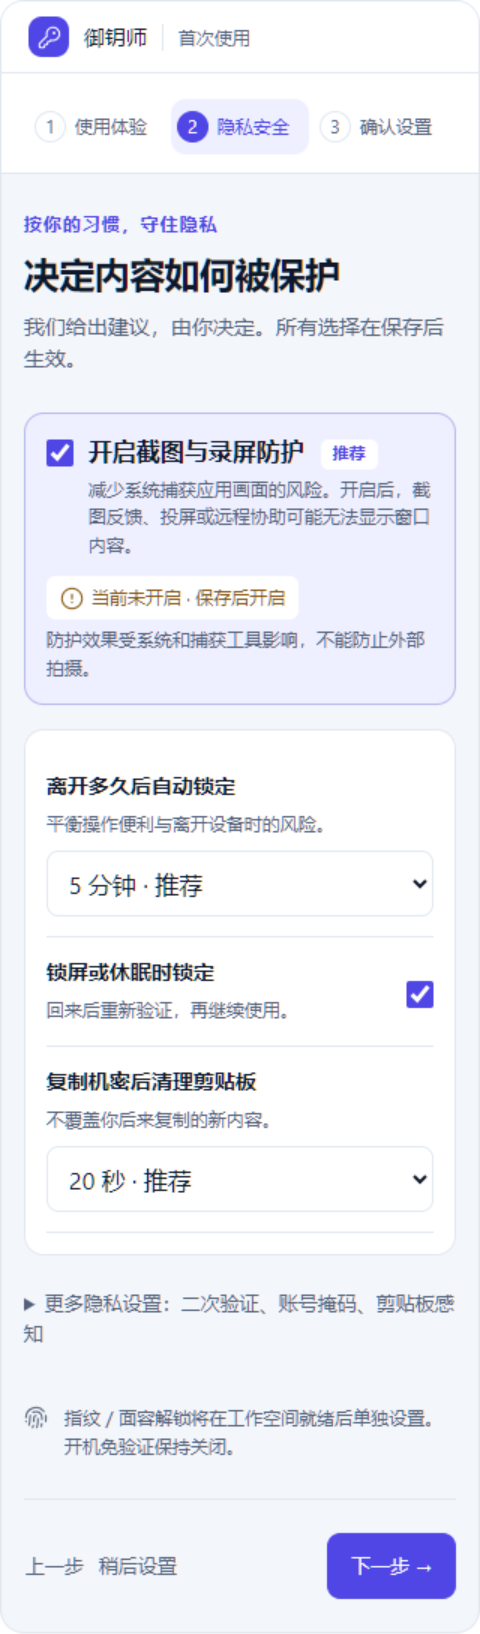 御钥师 首次使用
1 使用体验 2 隐私安全 3 确认设置
按你的习惯，守住隐私
决定内容如何被保护
我们给出建议，由你决定。所有选择在保存后
生效。
开启截图与录屏防护 推荐
减少系统捕获应用画面的风险。开启后，截
图反馈、投屏或远程协助可能无法显示窗口
内容。
当前未开启 · 保存后开启
防护效果受系统和捕获工具影响，不能防止外部
拍摄。
离开多久后自动锁定
平衡操作便利与离开设备时的风险。
5 分钟 · 推荐
锁屏或休眠时锁定
回来后重新验证，再继续使用。
复制机密后清理剪贴板
不覆盖你后来复制的新内容。
20 秒 · 推荐
▶ 更多隐私设置：二次验证、账号掩码、剪贴板感
知
指纹 / 面容解锁将在工作空间就绪后单独设置。
开机免验证保持关闭。
上一步 稍后设置 下一步 →